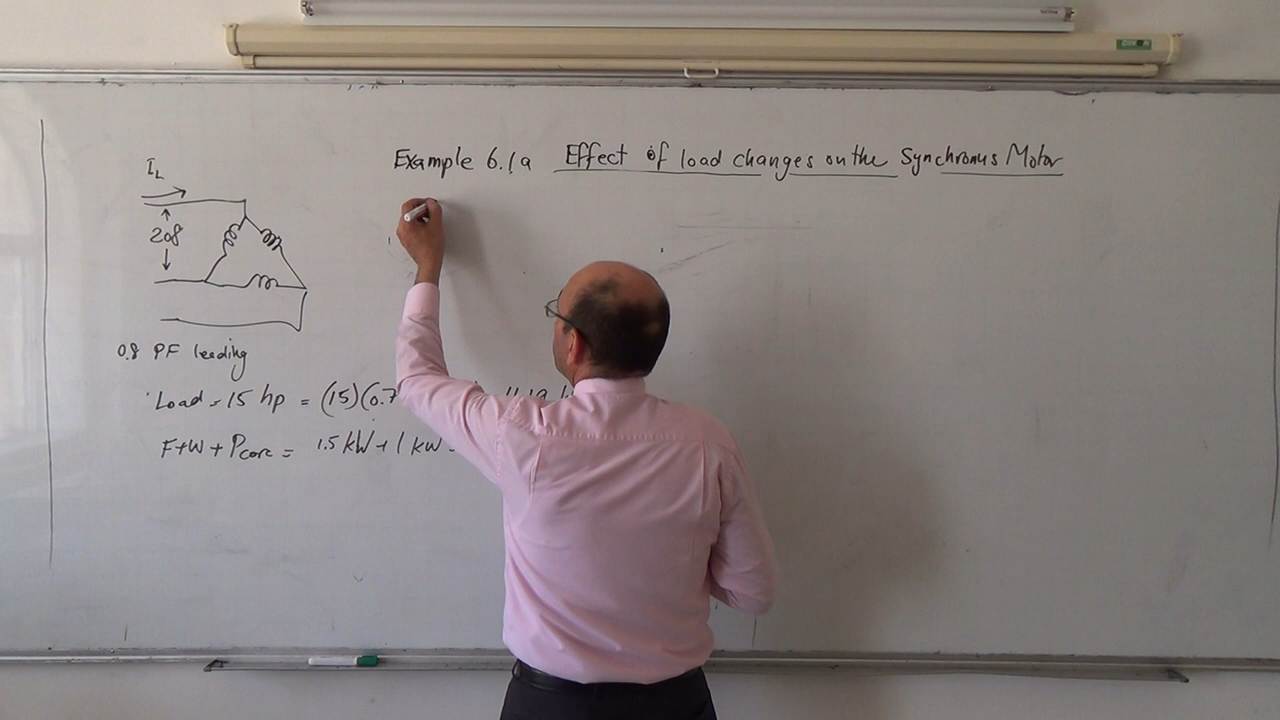 Example 6.1a Effect of load changes on the Synchronus Motor
IL
208
0.8 PF leading
Load = 15 hp = (15)(0.7
F+W + Pcore = 1.5 kW + 1 kW